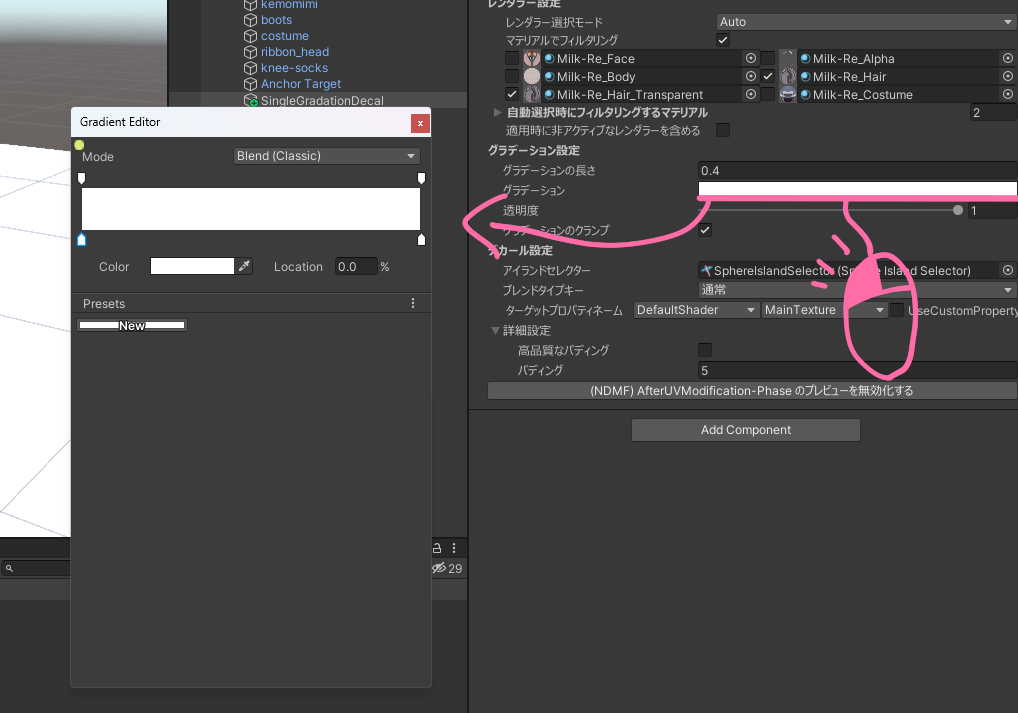 kemomimi
boots
costume
ribbon_head
knee-socks
Anchor Target
SingleGradationDecal
Gradient Editor
x
Mode
Blend (Classic)
Color
Location
0.0
%
Presets
New
29
レンダラー設定
レンダラー選択モード
Auto
マテリアルでフィルタリング
Milk-Re_Face
Milk-Re_Alpha
Milk-Re_Body
Milk-Re_Hair
Milk-Re_Hair_Transparent
Milk-Re_Costume
自動選択時にフィルタリングするマテリアル
2
適用時に非アクティブなレンダラーを含める
グラデーション設定
グラデーションの長さ
0.4
グラデーション
透明度
1
グラデーションのクランプ
デカール設定
アイランドセレクター
SphereIslandSelector (Sphere Island Selector)
ブレンドタイプキー
通常
ターゲットプロパティネーム
DefaultShader
MainTexture
UseCustomProperty
詳細設定
高品質なパディング
パディング
5
(NDMF) AfterUVModification-Phase のプレビューを無効化する
Add Component